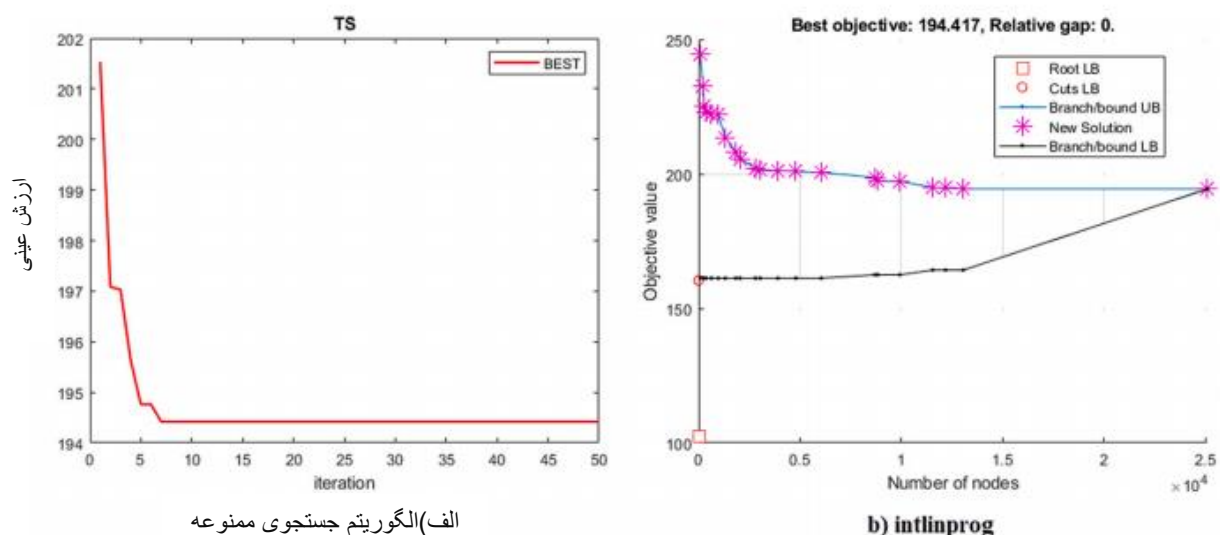 TS
202
201
200
199
198
197
196
195
194
BEST
0 5 10 15 20 25 30 35 40 45 50
iteration
ارزش عینی
الف)الگوریتم جستجوی ممنوعه
Best objective: 194.417, Relative gap: 0.
250
200
150
100
Root LB
Cuts LB
Branch/bound UB
New Solution
Branch/bound LB
Objective value
0 0.5 1 1.5 2 2.5
Number of nodes
×10⁴
b) intlinprog